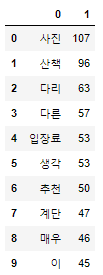 0 1
0 사진 107
1 산책 96
2 다리 63
3 다른 57
4 입장료 53
5 생각 53
6 추천 50
7 계단 47
8 매우 46
9 이 45